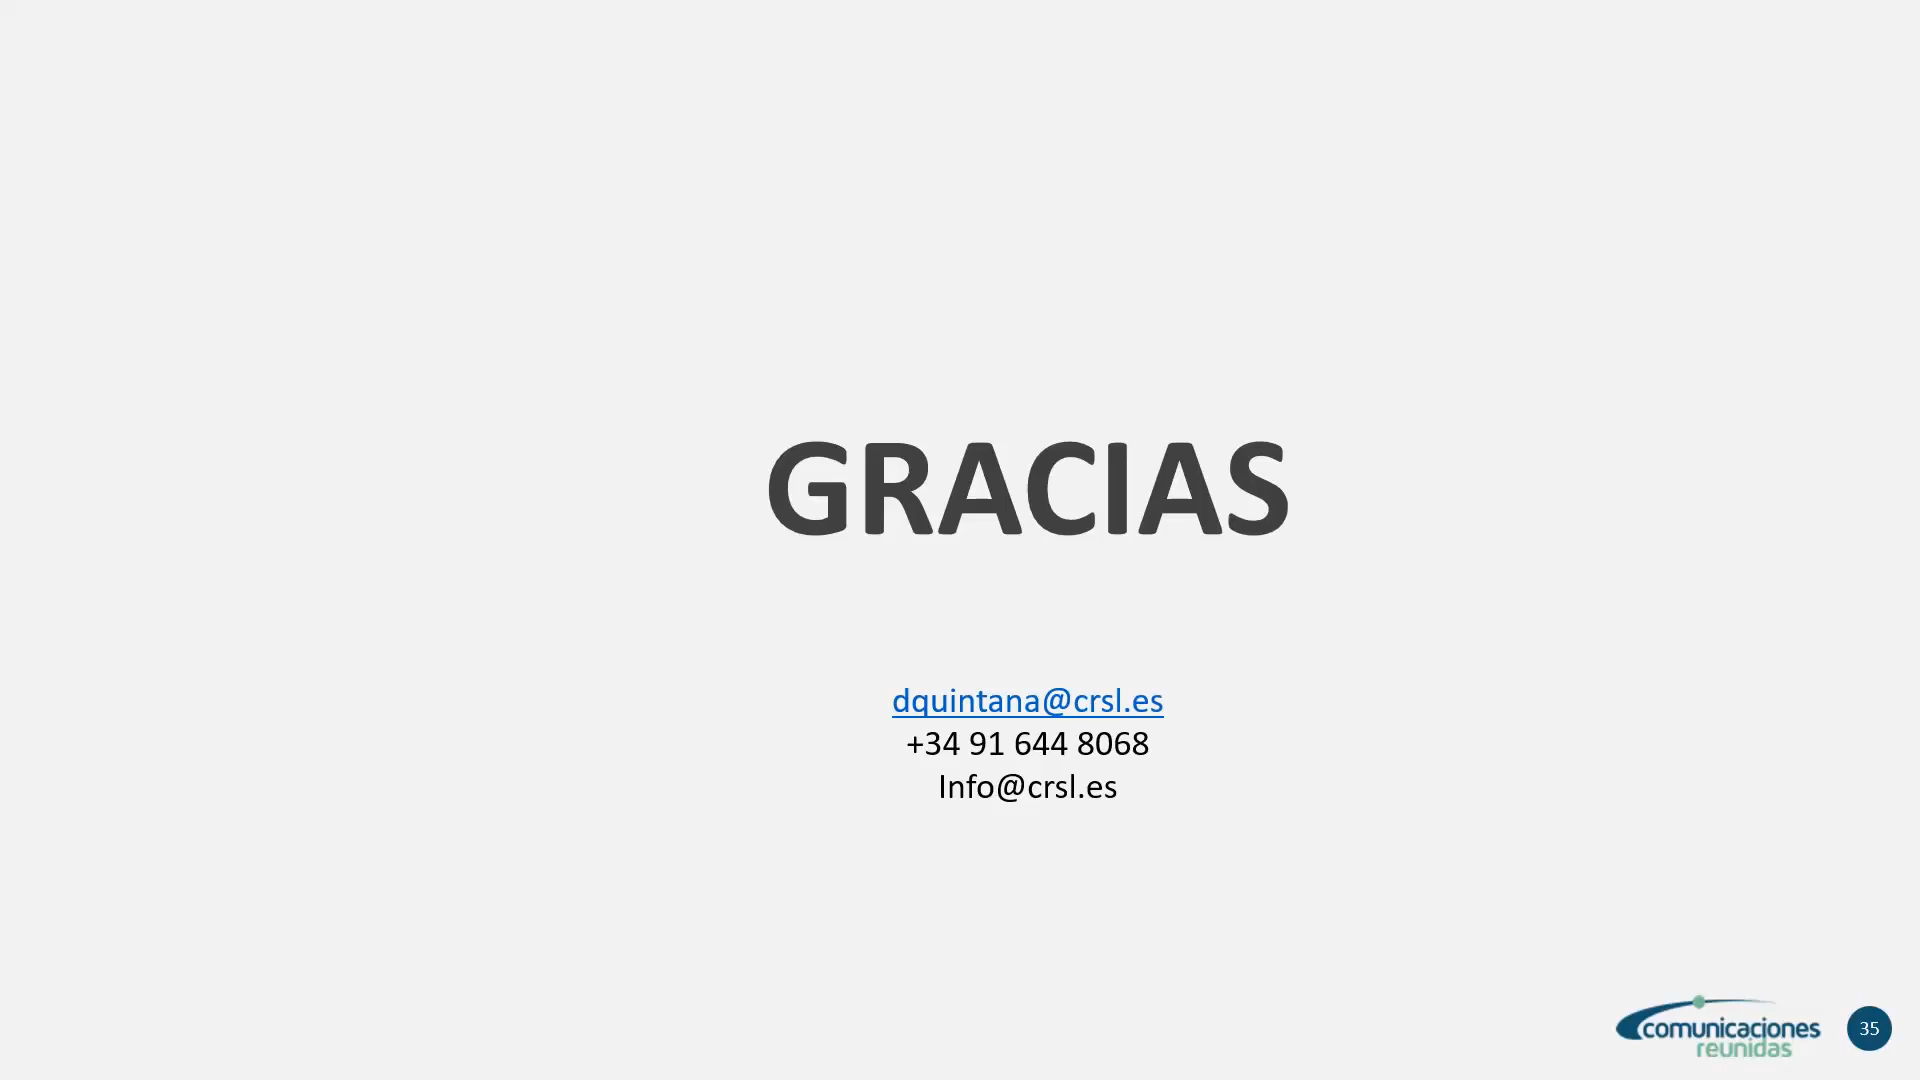 GRACIAS
dquintana@crsl.es
+34 91 644 8068
Info@crsl.es
comunicaciones
reunidas
35